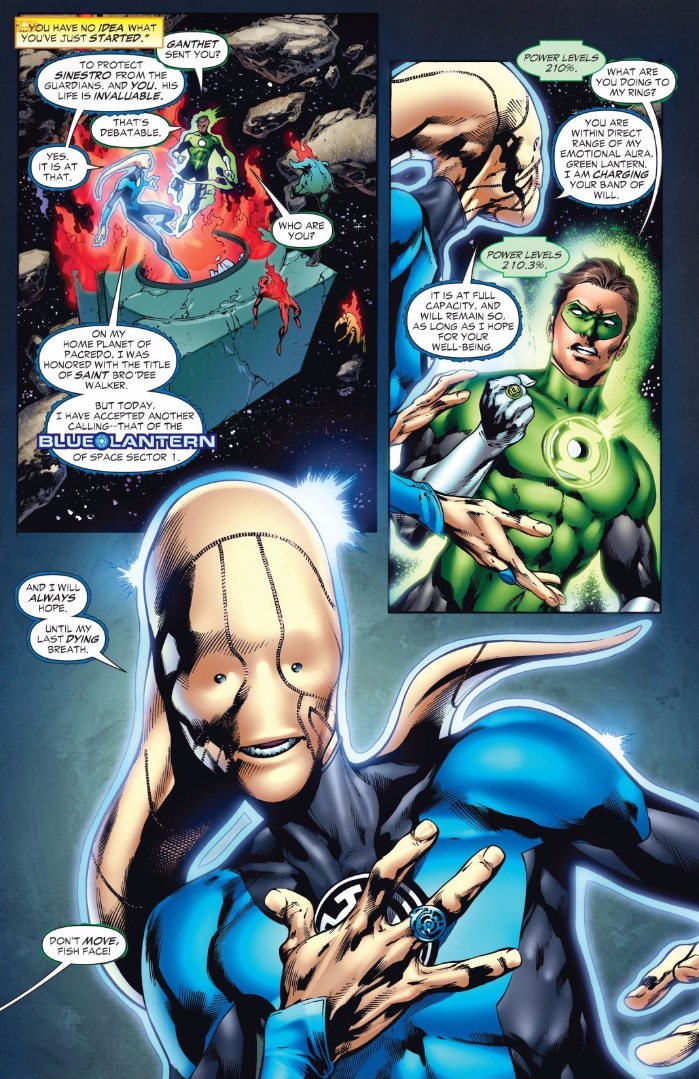 "...YOU HAVE NO IDEA WHAT
YOU'VE JUST STARTED."
GANTHET
SENT YOU?
TO PROTECT
SINESTRO FROM THE
GUARDIANS. AND YOU. HIS
LIFE IS INVALUABLE.
THAT'S
DEBATABLE.
YES.
IT IS AT
THAT.
WHO ARE
YOU?
ON MY
HOME PLANET OF
PACREDO, I WAS
HONORED WITH THE TITLE
OF SAINT BRO'DEE
WALKER.
BUT TODAY,
I HAVE ACCEPTED ANOTHER
CALLING--THAT OF THE
BLUE LANTERN
OF SPACE SECTOR 1.
POWER LEVELS
210%.
WHAT ARE
YOU DOING TO
MY RING?
YOU ARE
WITHIN DIRECT
RANGE OF MY
EMOTIONAL AURA,
GREEN LANTERN.
I AM CHARGING
YOUR BAND OF
WILL.
POWER LEVELS
210.3%.
IT IS AT FULL
CAPACITY, AND
WILL REMAIN SO,
AS LONG AS I HOPE
FOR YOUR
WELL-BEING.
AND I WILL
ALWAYS
HOPE.
UNTIL MY
LAST DYING
BREATH.
DON'T MOVE,
FISH FACE!